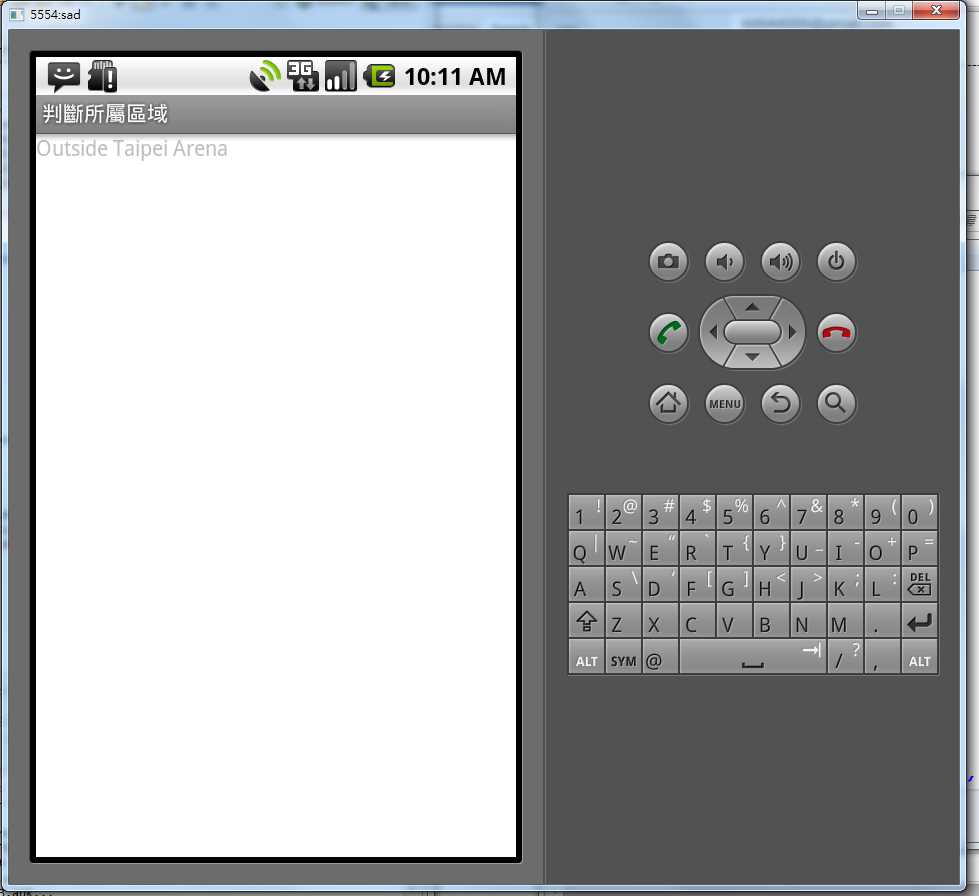 5554:sad
3G
10:11 AM
判斷所屬區域
Outside Taipei Arena
MENU
1 ! 2 @ 3 # 4 $ 5 % 6 ^ 7 & 8 * 9 ( 0 )
Q | W ~ E “ R ` T { Y } U _ I - O + P =
A S \ D ‘ F [ G ] H < J > K ; L : DEL
Z X C V B N M .
ALT SYM @ / ? , ALT